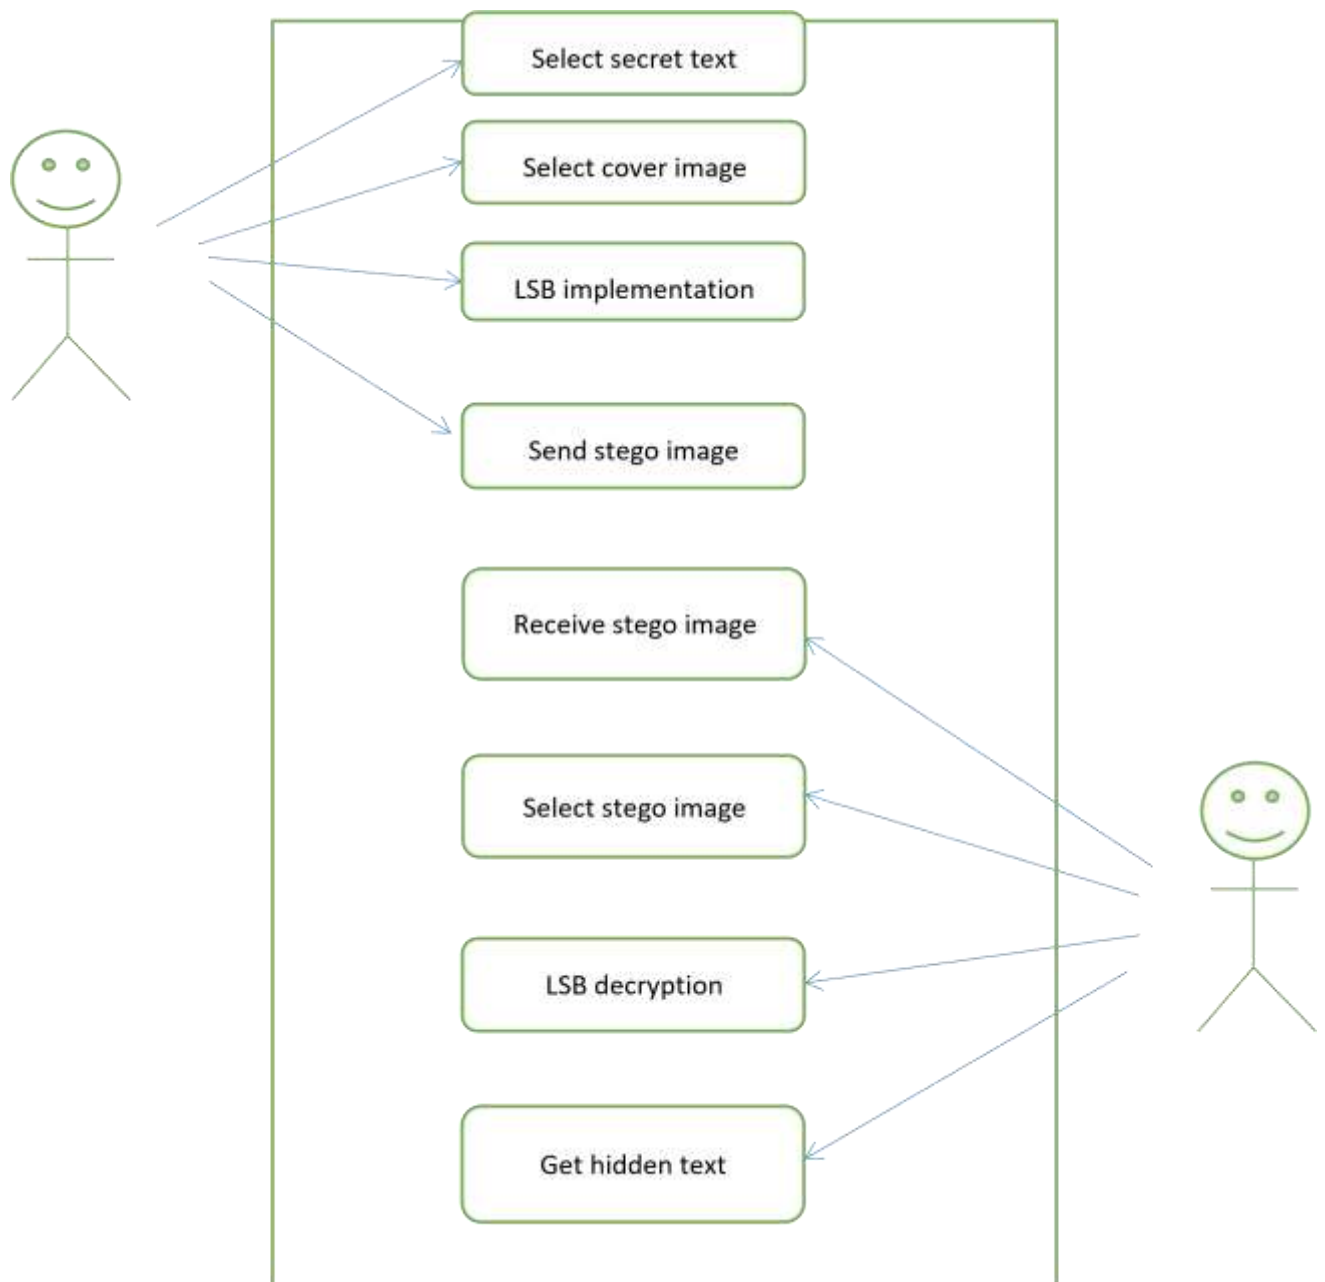 Select secret text
Select cover image
LSB implementation
Send stego image
Receive stego image
Select stego image
LSB decryption
Get hidden text